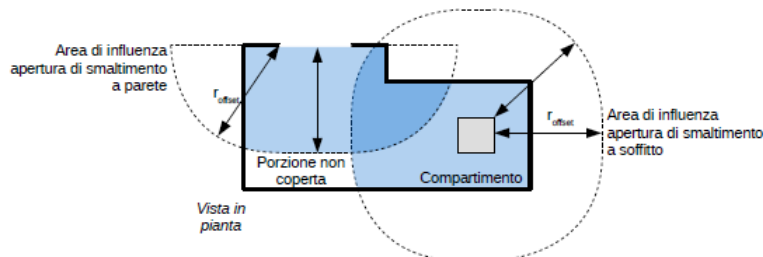 Area di influenza
apertura di smaltimento
a parete
r offset
Porzione non
coperta
Vista in
pianta
Compartimento
r offset
Area di influenza
apertura di smaltimento
a soffitto